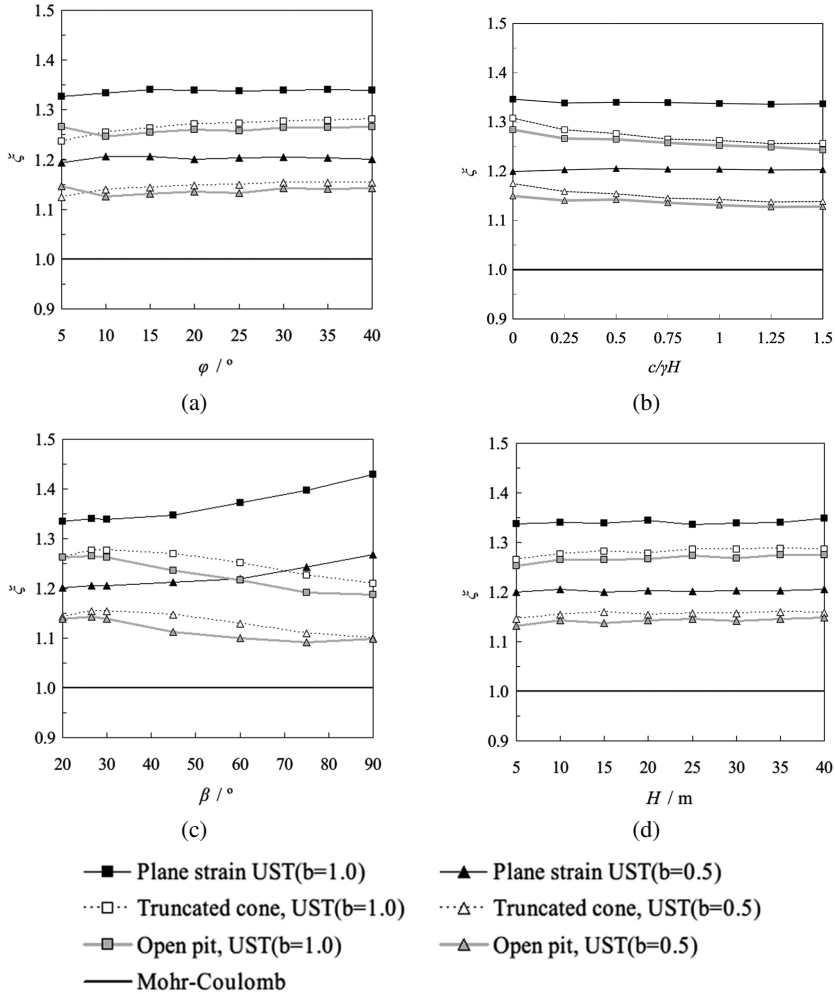 1.5
1.4
1.3
1.2
1.1
1.0
0.9
ξ
5 10 15 20 25 30 35 40
φ / º
(a)
1.5
1.4
1.3
1.2
1.1
1.0
0.9
ξ
0 0.25 0.5 0.75 1 1.25 1.5
c/γH
(b)
1.5
1.4
1.3
1.2
1.1
1.0
0.9
ξ
20 30 40 50 60 70 80 90
β / º
(c)
1.5
1.4
1.3
1.2
1.1
1.0
0.9
ξ
5 10 15 20 25 30 35 40
H / m
(d)
Plane strain UST(b=1.0)
Plane strain UST(b=0.5)
Truncated cone, UST(b=1.0)
Truncated cone, UST(b=0.5)
Open pit, UST(b=1.0)
Open pit, UST(b=0.5)
Mohr-Coulomb